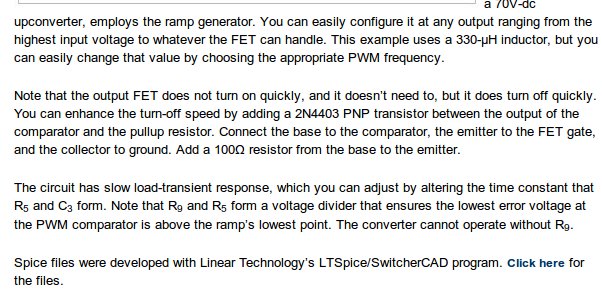 a 70V-dc
upconverter, employs the ramp generator. You can easily configure it at any output ranging from the
highest input voltage to whatever the FET can handle. This example uses a 330-µH inductor, but you
can easily change that value by choosing the appropriate PWM frequency.
Note that the output FET does not turn on quickly, and it doesn't need to, but it does turn off quickly.
You can enhance the turn-off speed by adding a 2N4403 PNP transistor between the output of the
comparator and the pullup resistor. Connect the base to the comparator, the emitter to the FET gate,
and the collector to ground. Add a 100Ω resistor from the base to the emitter.
The circuit has slow load-transient response, which you can adjust by altering the time constant that
R₅ and C₃ form. Note that R₉ and R₅ form a voltage divider that ensures the lowest error voltage at
the PWM comparator is above the ramp's lowest point. The converter cannot operate without R₉.
Spice files were developed with Linear Technology's LTSpice/SwitcherCAD program. Click here for
the files.